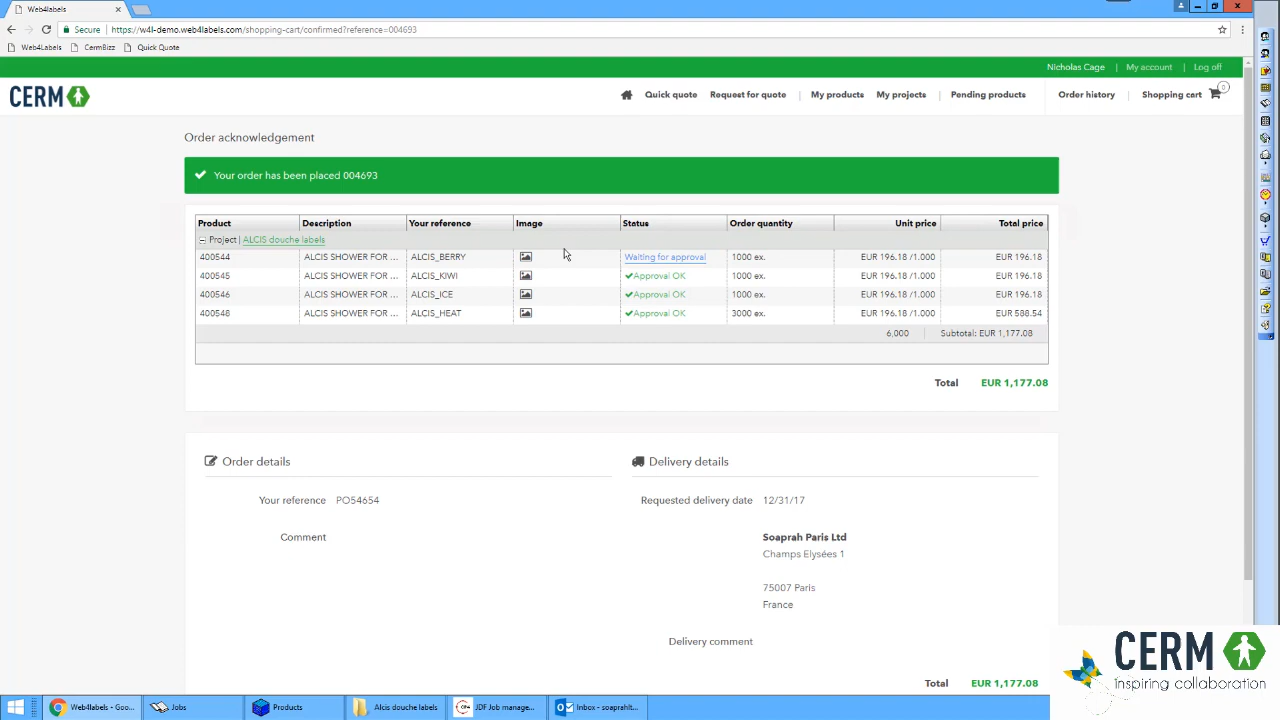 Web4labels
Secure https://w4l-demo.web4labels.com/shopping-cart/confirmed?reference=004693
Web4Labels CermBizz Quick Quote
Nicholas Cage | My account | Log off
CERM
Quick quote Request for quote | My products My projects | Pending products Order history | Shopping cart 0
Order acknowledgement
Your order has been placed 004693
Product Description Your reference Image Status Order quantity Unit price Total price
Project | ALCIS douche labels
400544 ALCIS SHOWER FOR ... ALCIS_BERRY Waiting for approval 1000 ex. EUR 196.18 /1.000 EUR 196.18
400545 ALCIS SHOWER FOR ... ALCIS_KIWI Approval OK 1000 ex. EUR 196.18 /1.000 EUR 196.18
400546 ALCIS SHOWER FOR ... ALCIS_ICE Approval OK 1000 ex. EUR 196.18 /1.000 EUR 196.18
400548 ALCIS SHOWER FOR ... ALCIS_HEAT Approval OK 3000 ex. EUR 196.18 /1.000 EUR 588.54
6,000 Subtotal: EUR 1,177.08
Total EUR 1,177.08
Order details
Your reference PO54654
Comment
Delivery details
Requested delivery date 12/31/17
Soaprah Paris Ltd
Champs Elysées 1
75007 Paris
France
Delivery comment
Total EUR 1,177.08
CERM
inspiring collaboration
Web4labels - Goo... Jobs Products Alcis douche labels JDF Job manage... Inbox - soaprahlt...